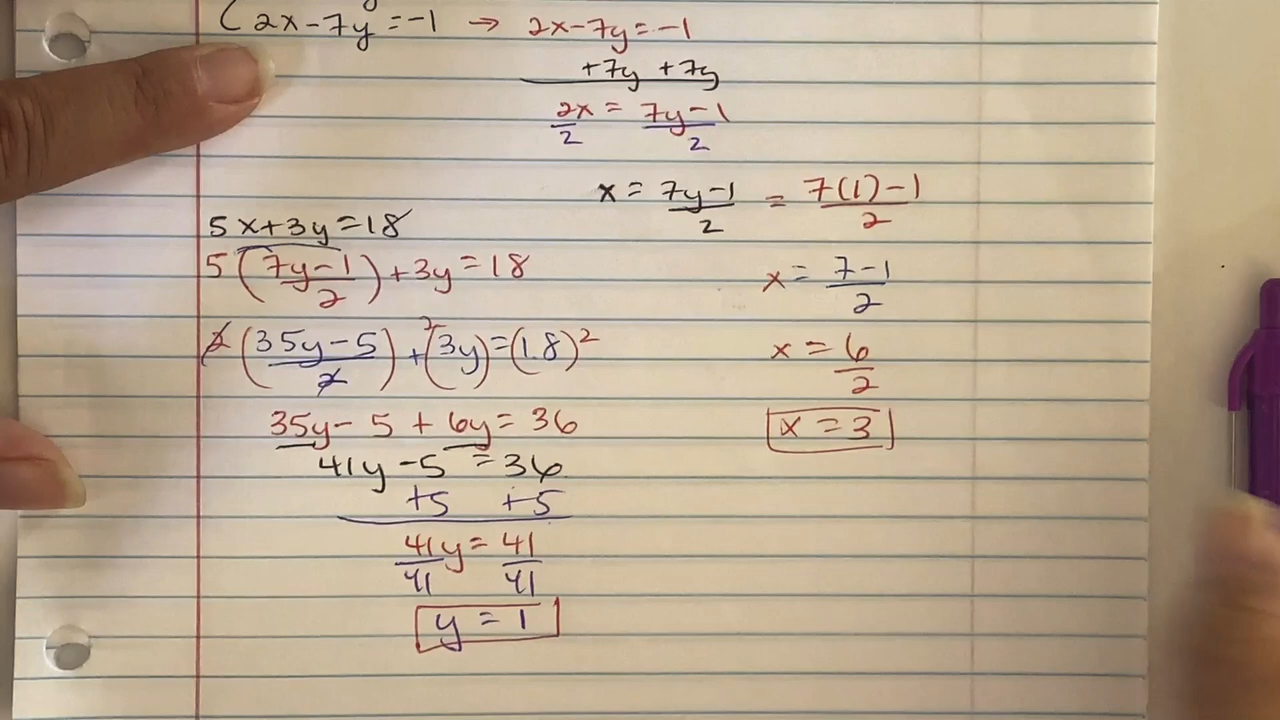 ( 2x-7y=-1 → 2x-7y=-1
+7y +7y
2x = 7y-1
2 2
x = 7y-1 = 7(1)-1
2 2
5x+3y=18
5(7y-1)+3y=18
2
x = 7-1
2
2(35y-5)+2(3y)=(18)2
2
x = 6
2
35y-5+6y=36
x=3
41y-5=36
+5 +5
41y=41
41 41
y=1